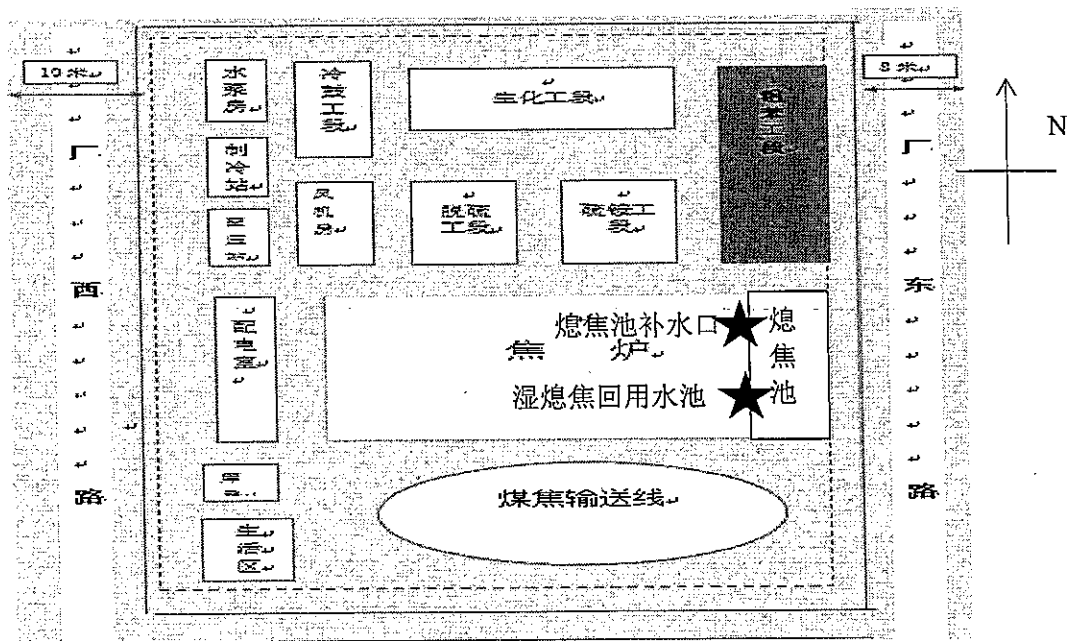 10米
8米
水泵房
冷鼓工段
生化工段
N
制冷站
风机房
脱硫
工段
硫铵工
段
厂西路
厂东路
配电室
熄焦池补水口
焦 炉
湿熄焦回用水池
熄焦池
煤焦输送线
生活区